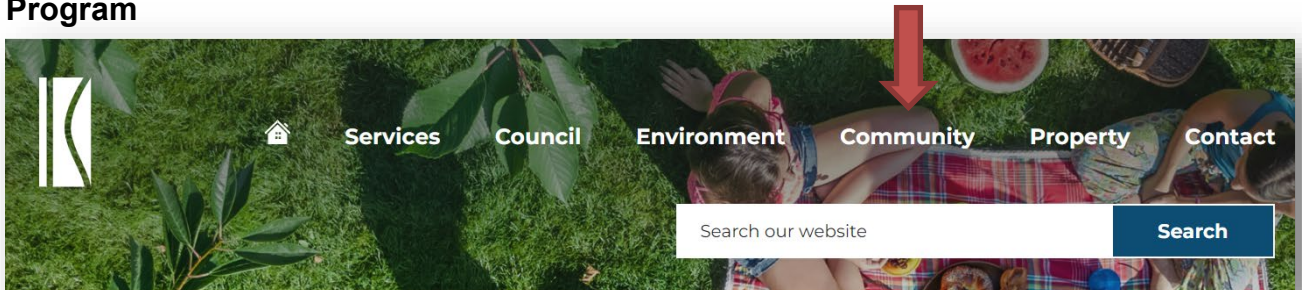 Program
Services Council Environment Community Property Contact
Search our website Search